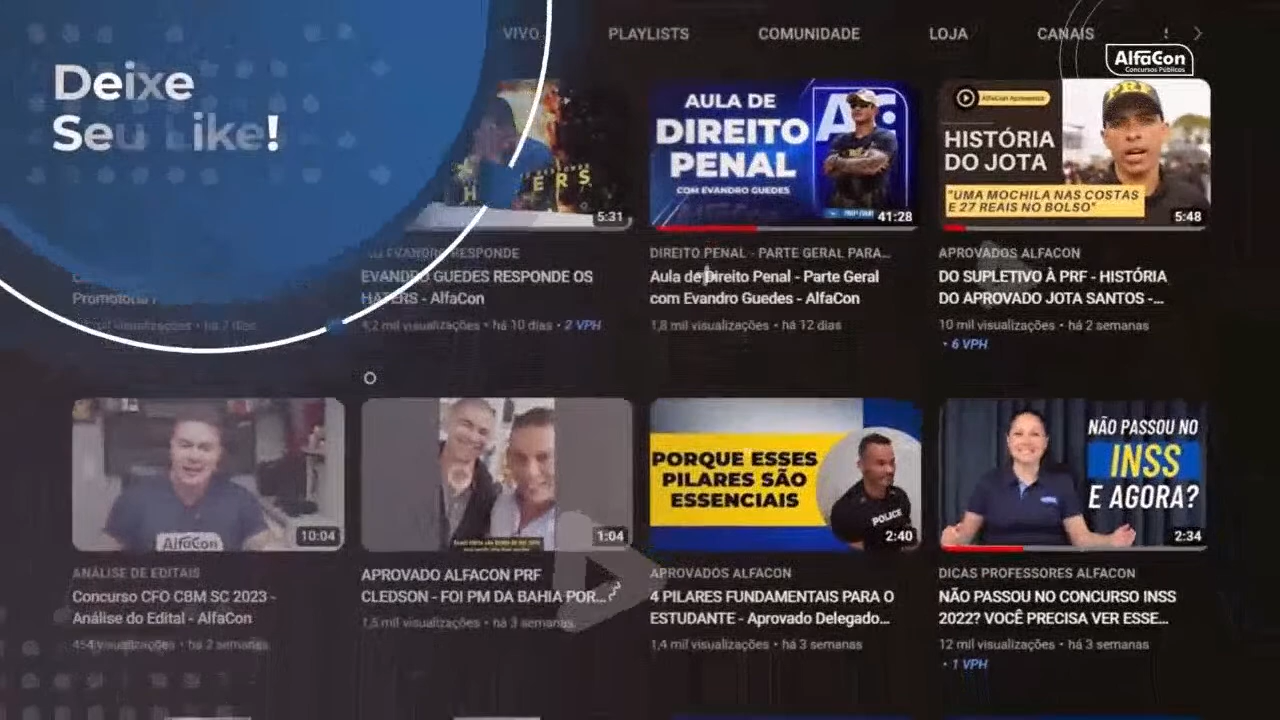 Deixe
Seu Like!
VIVO
PLAYLISTS
COMUNIDADE
LOJA
CANAIS
AlfaCon
Concursos Públicos
5:31
EVANDRO RESPONDE
EVANDRO GUEDES RESPONDE OS
HATERS - AlfaCon
4,2 mil visualizações • há 10 dias • 2 VPH
AULA DE
DIREITO
PENAL
COM EVANDRO GUEDES
41:28
DIREITO PENAL - PARTE GERAL PARA...
Aula de Direito Penal - Parte Geral
com Evandro Guedes - AlfaCon
1,8 mil visualizações • há 12 dias
AlfaCon Apresenta
PRF
HISTÓRIA
DO JOTA
"UMA MOCHILA NAS COSTAS
E 27 REAIS NO BOLSO"
5:48
APROVADOS ALFACON
DO SUPLETIVO À PRF - HISTÓRIA
DO APROVADO JOTA SANTOS -...
10 mil visualizações • há 2 semanas
• 6 VPH
AlfaCon
10:04
ANÁLISE DE EDITAIS
Concurso CFO CBM SC 2023 -
Análise do Edital - AlfaCon
454 visualizações • há 2 semanas
1:04
APROVADO ALFACON PRF
CLEDSON - FOI PM DA BAHIA POR...
1,5 mil visualizações • há 3 semanas
PORQUE ESSES
PILARES SÃO
ESSENCIAIS
POLICE
2:40
APROVADOS ALFACON
4 PILARES FUNDAMENTAIS PARA O
ESTUDANTE - Aprovado Delegado...
1,4 mil visualizações • há 3 semanas
NÃO PASSOU NO
INSS
E AGORA?
2:34
DICAS PROFESSORES ALFACON
NÃO PASSOU NO CONCURSO INSS
2022? VOCÊ PRECISA VER ESSE...
12 mil visualizações • há 3 semanas
• 1 VPH